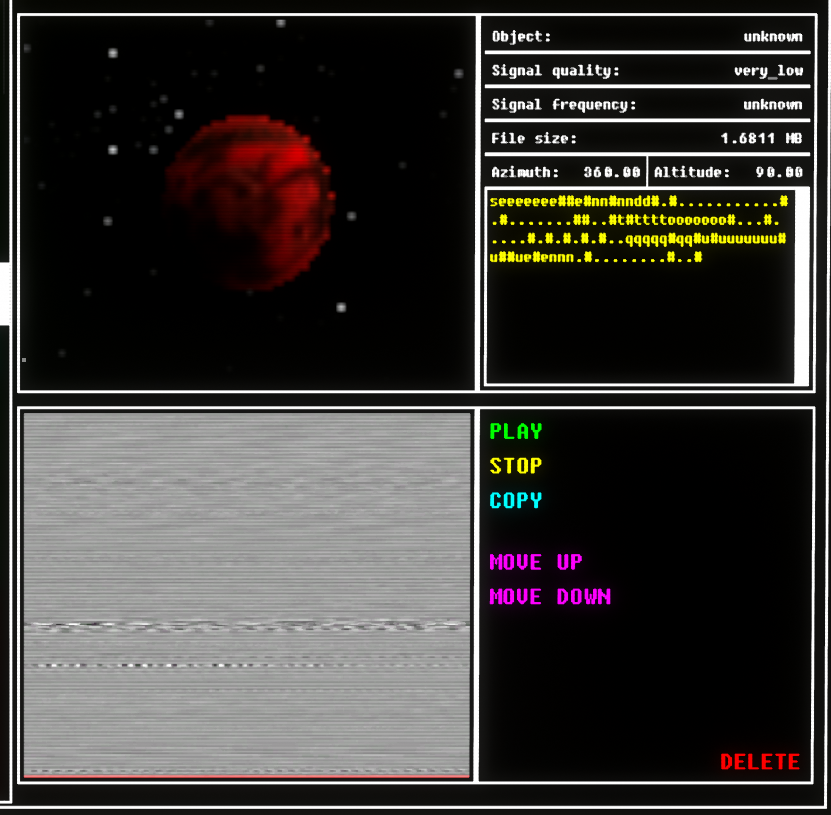 Object: unknown
Signal quality: very_low
Signal frequency: unknown
File size: 1.6811 MB
Azimuth: 360.00 Altitude: 90.00
seeeeeee##e#nn#nndd#.#...........#
.#.......##..#t#ttttooooooo#...#.
....#.#.#.#.#..qqqqq#qq#u#uuuuuuu#
u##ue#ennn.#........#..#
PLAY
STOP
COPY
MOVE UP
MOVE DOWN
DELETE